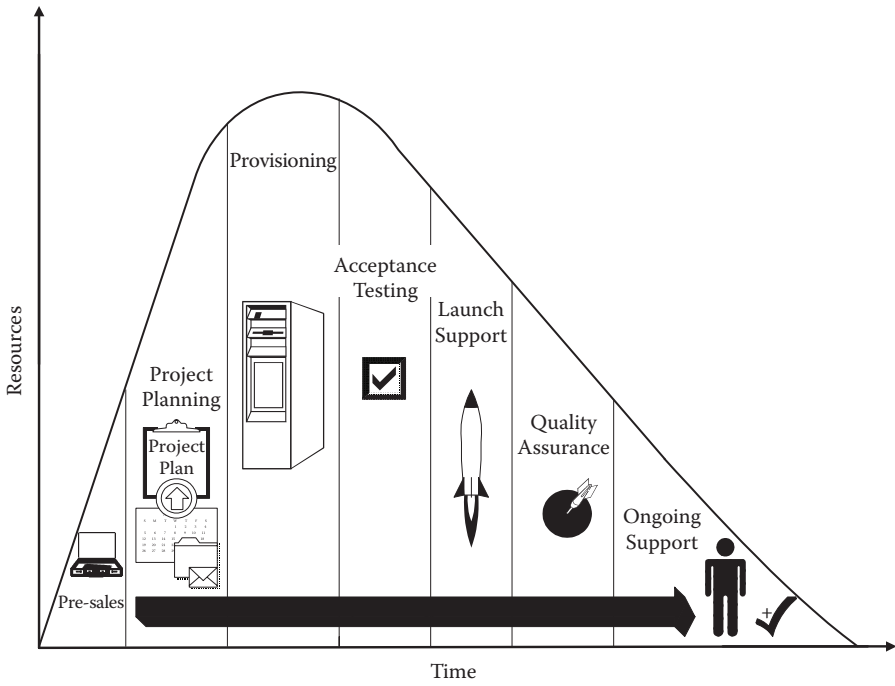 Resources
Provisioning
Acceptance
Testing
Launch
Support
Project
Planning
Project
Plan
Quality
Assurance
Ongoing
Support
Pre-sales
Time